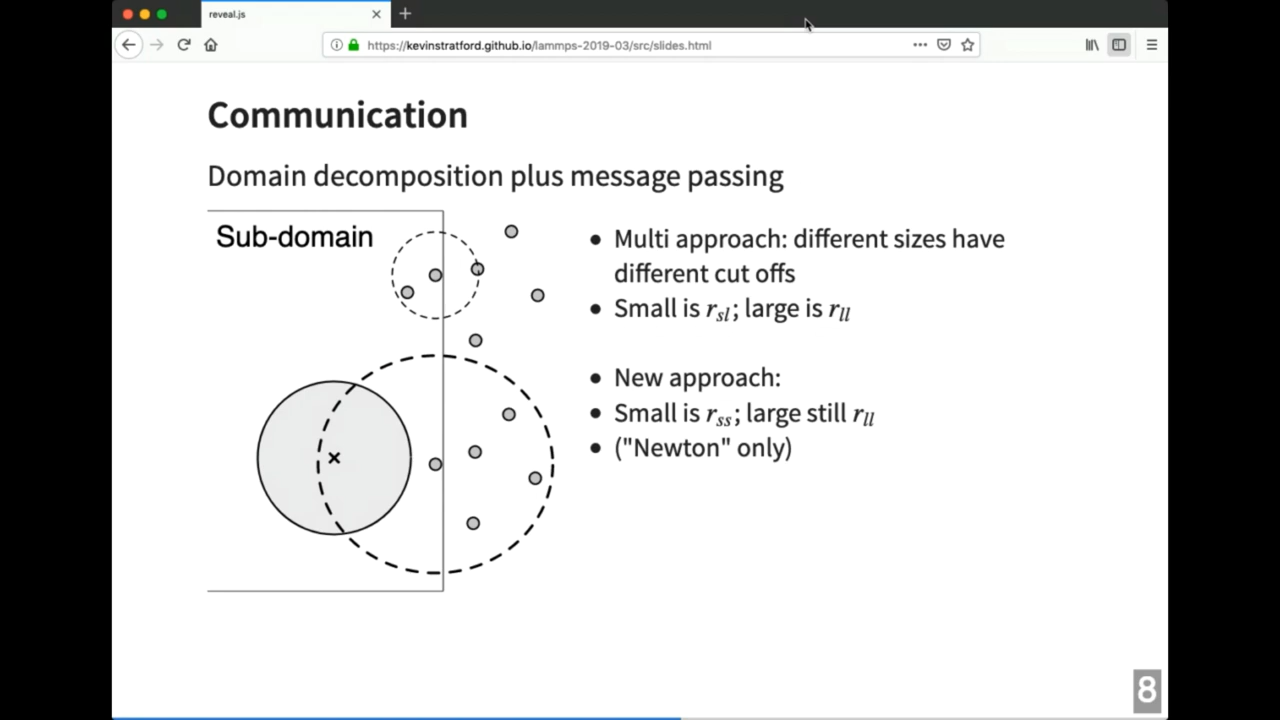 reveal.js
https://kevinstratford.github.io/lammps-2019-03/src/slides.html
Communication
Domain decomposition plus message passing
Sub-domain
Multi approach: different sizes have
different cut offs
Small is rsl; large is rll
New approach:
Small is rss; large still rll
("Newton" only)
8